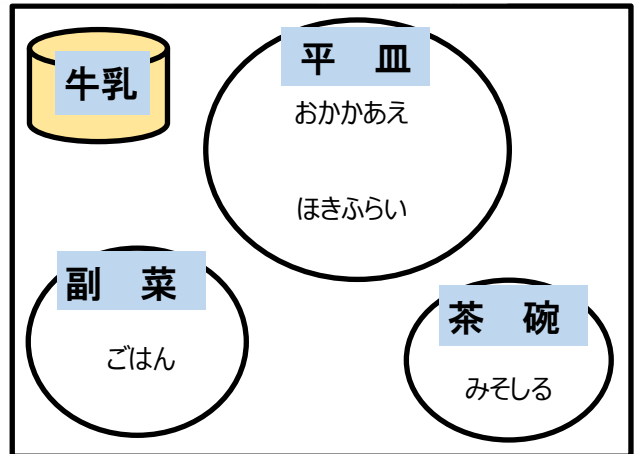 牛乳
平 皿
おかかあえ
ほきふらい
副 菜
ごはん
茶 碗
みそしる